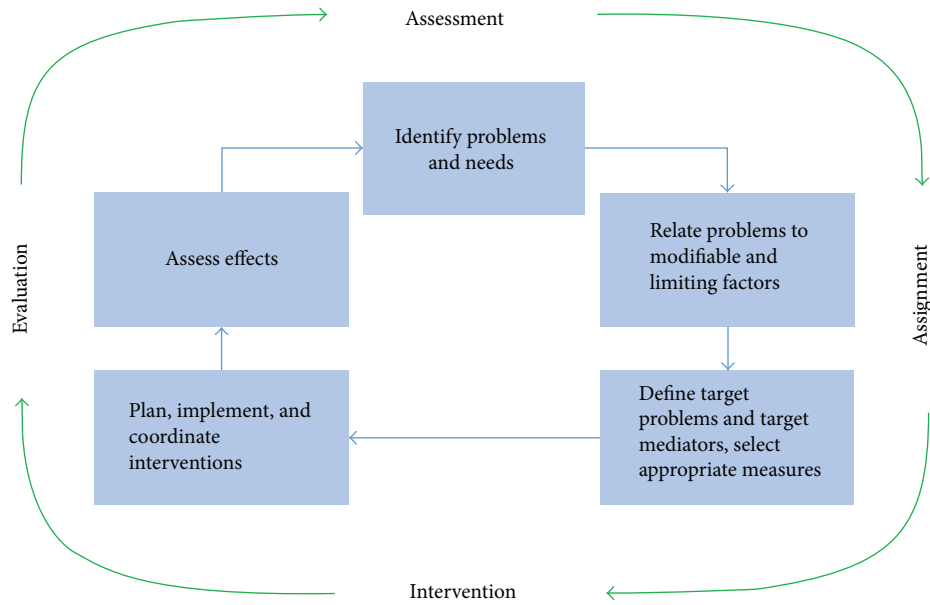 Assessment
Identify problems
and needs
Relate problems to
modifiable and
limiting factors
Assess effects
Evaluation
Assignment
Define target
problems and target
mediators, select
appropriate measures
Plan, implement, and
coordinate
interventions
Intervention